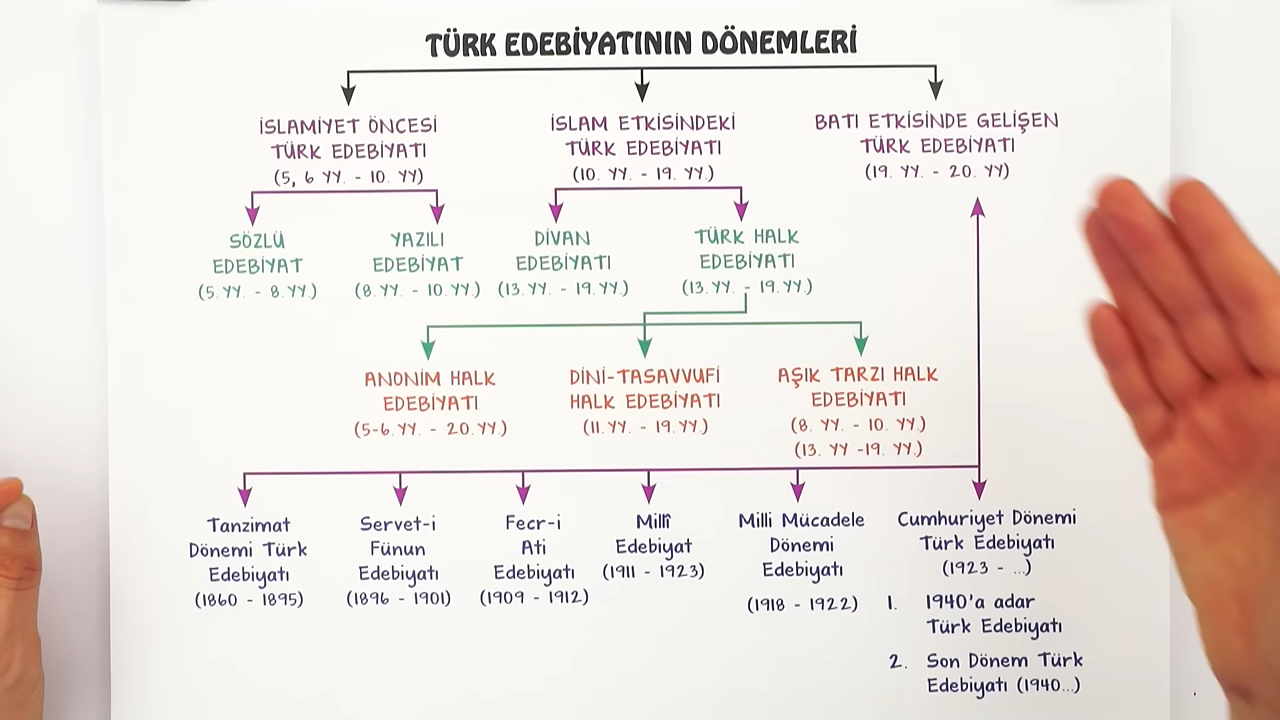 TÜRK EDEBİYATININ DÖNEMLERİ
İSLAMİYET ÖNCESİ
TÜRK EDEBİYATI
(5, 6 YY. - 10. YY)
İSLAM ETKİSİNDEKİ
TÜRK EDEBİYATI
(10. YY. - 19. YY.)
BATI ETKİSİNDE GELİŞEN
TÜRK EDEBİYATI
(19. YY. - 20. YY)
SÖZLÜ
EDEBİYAT
(5. YY. - 8. YY.)
YAZILI
EDEBİYAT
(8. YY. - 10. YY.)
DİVAN
EDEBİYATI
(13. YY. - 19. YY.)
TÜRK HALK
EDEBİYATI
(13. YY. - 19. YY.)
ANONİM HALK
EDEBİYATI
(5-6. YY. - 20. YY.)
DİNİ-TASAVVUFİ
HALK EDEBİYATI
(11. YY. - 19. YY.)
AŞIK TARZI HALK
EDEBİYATI
(8. YY. - 10. YY.)
(13. YY -19. YY.)
Tanzimat
Dönemi Türk
Edebiyatı
(1860 - 1895)
Servet-i
Fünun
Edebiyatı
(1896 - 1901)
Fecr-i
Ati
Edebiyatı
(1909 - 1912)
Millî
Edebiyat
(1911 - 1923)
Milli Mücadele
Dönemi
Edebiyatı
(1918 - 1922)
Cumhuriyet Dönemi
Türk Edebiyatı
(1923 - ...)
1. 1940'a adar
Türk Edebiyatı
2. Son Dönem Türk
Edebiyatı (1940...)